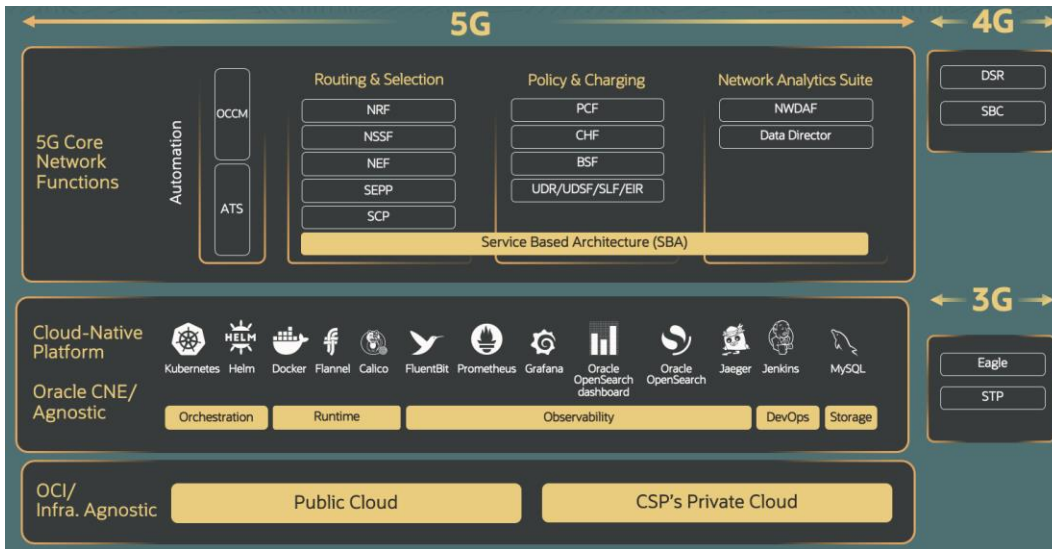 5G
4G
5G Core
Network
Functions
Automation
OCCM
ATS
Routing & Selection
NRF
NSSF
NEF
SEPP
SCP
Policy & Charging
PCF
CHF
BSF
UDR/UDSF/SLF/EIR
Network Analytics Suite
NWDAF
Data Director
Service Based Architecture (SBA)
DSR
SBC
Cloud-Native
Platform
Oracle CNE/
Agnostic
HELM
Kubernetes
Helm
Docker
Flannel
Calico
FluentBit
Prometheus
Grafana
Oracle
OpenSearch
dashboard
Oracle
OpenSearch
Jaeger
Jenkins
MySQL
Orchestration
Runtime
Observability
DevOps
Storage
3G
Eagle
STP
OCI/
Infra. Agnostic
Public Cloud
CSP's Private Cloud